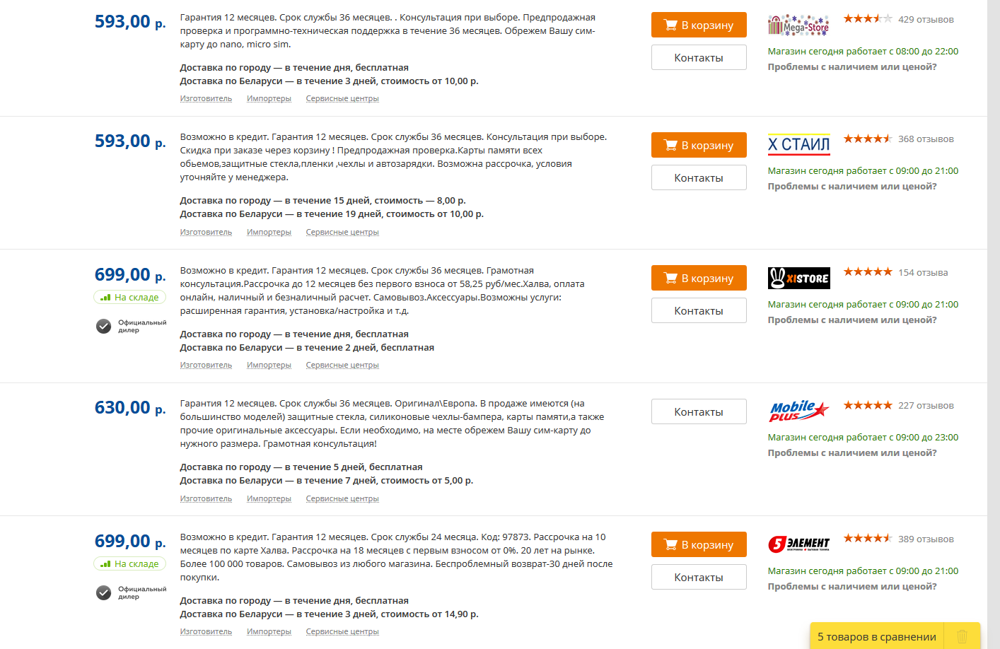 593,00 р.
Гарантия 12 месяцев. Срок службы 36 месяцев. . Консультация при выборе. Предпродажная
проверка и программно-техническая поддержка в течение 36 месяцев. Обрежем Вашу сим-
карту до nano, micro sim.
Доставка по городу — в течение дня, бесплатная
Доставка по Беларуси — в течение 3 дней, стоимость от 10,00 р.
Изготовитель Импортеры Сервисные центры
В корзину
Контакты
Mega-Store
429 отзывов
Магазин сегодня работает с 08:00 до 22:00
Проблемы с наличием или ценой?
593,00 р.
Возможно в кредит. Гарантия 12 месяцев. Срок службы 36 месяцев. Консультация при выборе.
Скидка при заказе через корзину ! Предпродажная проверка.Карты памяти всех
обьемов,защитные стекла,пленки ,чехлы и автозарядки. Возможна рассрочка, условия
уточняйте у менеджера.
Доставка по городу — в течение 15 дней, стоимость — 8,00 р.
Доставка по Беларуси — в течение 19 дней, стоимость от 10,00 р.
Изготовитель Импортеры Сервисные центры
В корзину
Контакты
Х СТАИЛ
368 отзывов
Магазин сегодня работает с 09:00 до 21:00
Проблемы с наличием или ценой?
699,00 р.
На складе
Официальный
дилер
Возможно в кредит. Гарантия 12 месяцев. Срок службы 36 месяцев. Грамотная
консультация.Рассрочка до 12 месяцев без первого взноса от 58,25 руб/мес.Халва, оплата
онлайн, наличный и безналичный расчет. Самовывоз.Аксессуары.Возможны услуги:
расширенная гарантия, установка/настройка и т.д.
Доставка по городу — в течение дня, бесплатная
Доставка по Беларуси — в течение 2 дней, бесплатная
Изготовитель Импортеры Сервисные центры
В корзину
Контакты
XISTORE
154 отзыва
Магазин сегодня работает с 09:00 до 21:00
Проблемы с наличием или ценой?
630,00 р.
Гарантия 12 месяцев. Срок службы 36 месяцев. Оригинал\Европа. В продаже имеются (на
большинство моделей) защитные стекла, силиконовые чехлы-бампера, карты памяти,а также
прочие оригинальные аксессуары. Если необходимо, на месте обрежем Вашу сим-карту до
нужного размера. Грамотная консультация!
Доставка по городу — в течение 5 дней, бесплатная
Доставка по Беларуси — в течение 7 дней, стоимость от 5,00 р.
Изготовитель Импортеры Сервисные центры
Контакты
Mobile
PLUS
227 отзывов
Магазин сегодня работает с 09:00 до 23:00
Проблемы с наличием или ценой?
699,00 р.
На складе
Официальный
дилер
Возможно в кредит. Гарантия 12 месяцев. Срок службы 24 месяца. Код: 97873. Рассрочка на 10
месяцев по карте Халва. Рассрочка на 18 месяцев с первым взносом от 0%. 20 лет на рынке.
Более 100 000 товаров. Самовывоз из любого магазина. Беспроблемный возврат-30 дней после
покупки.
Доставка по городу — в течение дня, бесплатная
Доставка по Беларуси — в течение 3 дней, стоимость от 14,90 р.
Изготовитель Импортеры Сервисные центры
В корзину
Контакты
5 ЭЛЕМЕНТ
389 отзывов
Магазин сегодня работает с 09:00 до 21:00
Проблемы с наличием или ценой?
5 товаров в сравнении